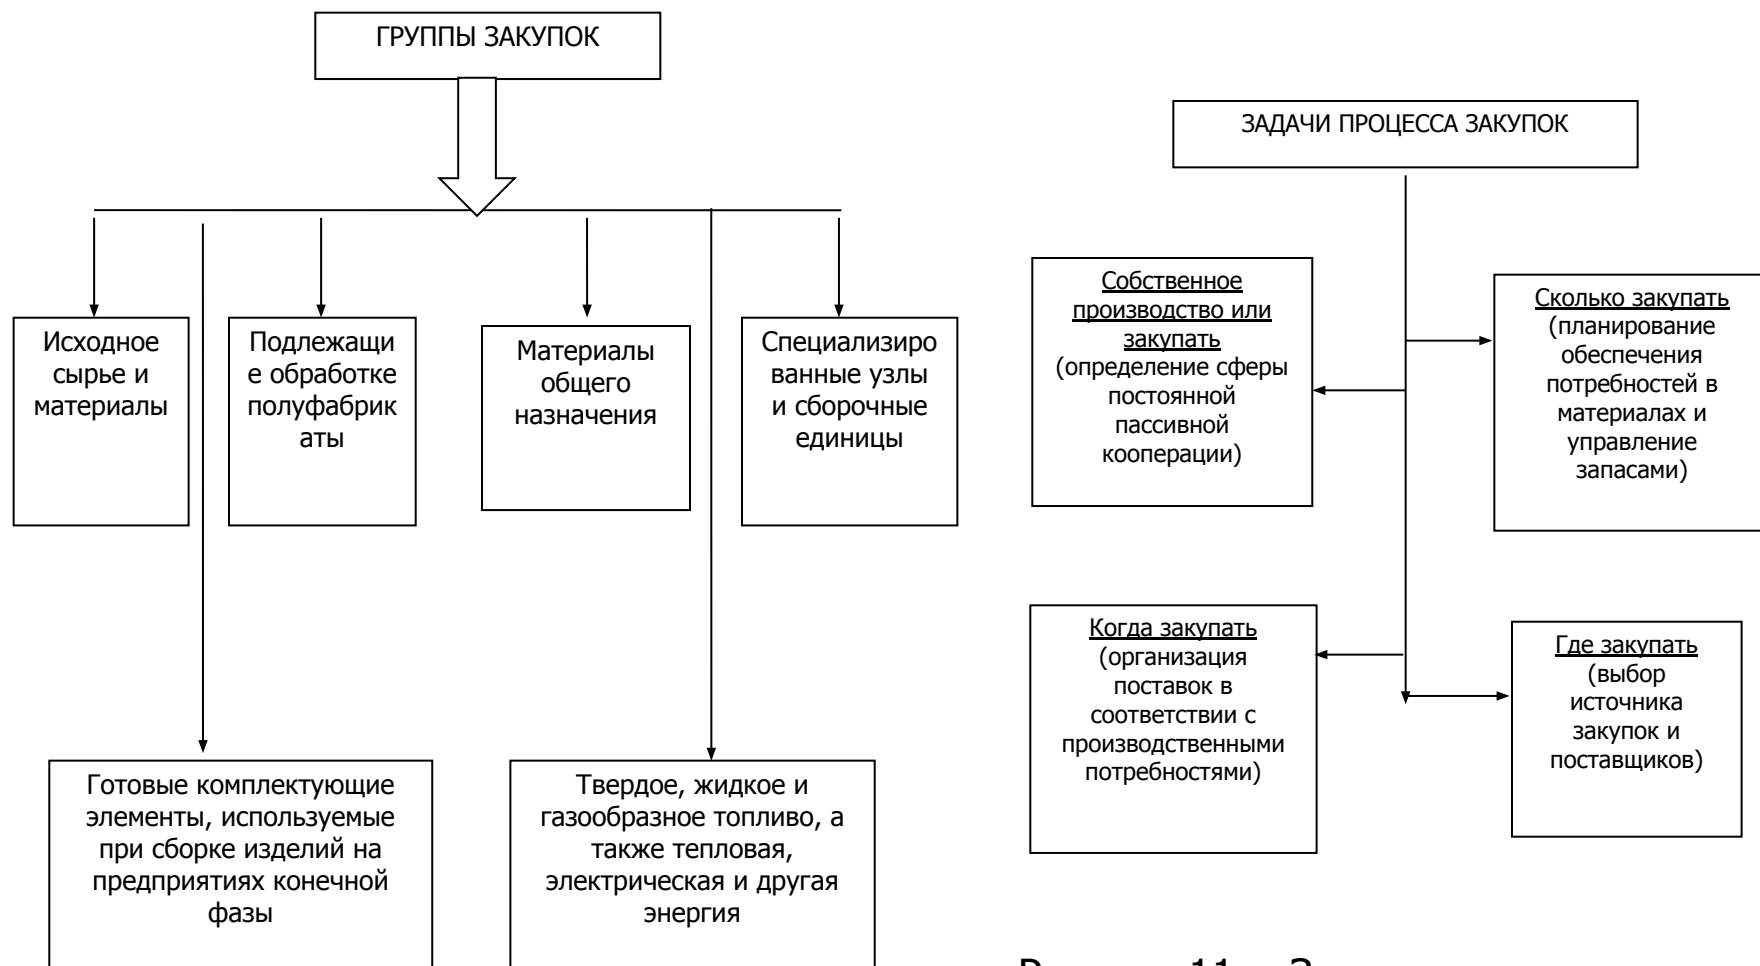 ГРУППЫ ЗАКУПОК
Исходное
сырье и
материалы
Подлежащи
е обработке
полуфабрик
аты
Материалы
общего
назначения
Специализиро
ванные узлы
и сборочные
единицы
Готовые комплектующие
элементы, используемые
при сборке изделий на
предприятиях конечной
фазы
Твердое, жидкое и
газообразное топливо, а
также тепловая,
электрическая и другая
энергия
ЗАДАЧИ ПРОЦЕССА ЗАКУПОК
Собственное
производство или
закупать
(определение сферы
постоянной
пассивной
кооперации)
Сколько закупать
(планирование
обеспечения
потребностей в
материалах и
управление
запасами)
Когда закупать
(организация
поставок в
соответствии с
производственными
потребностями)
Где закупать
(выбор
источника
закупок и
поставщиков)
11